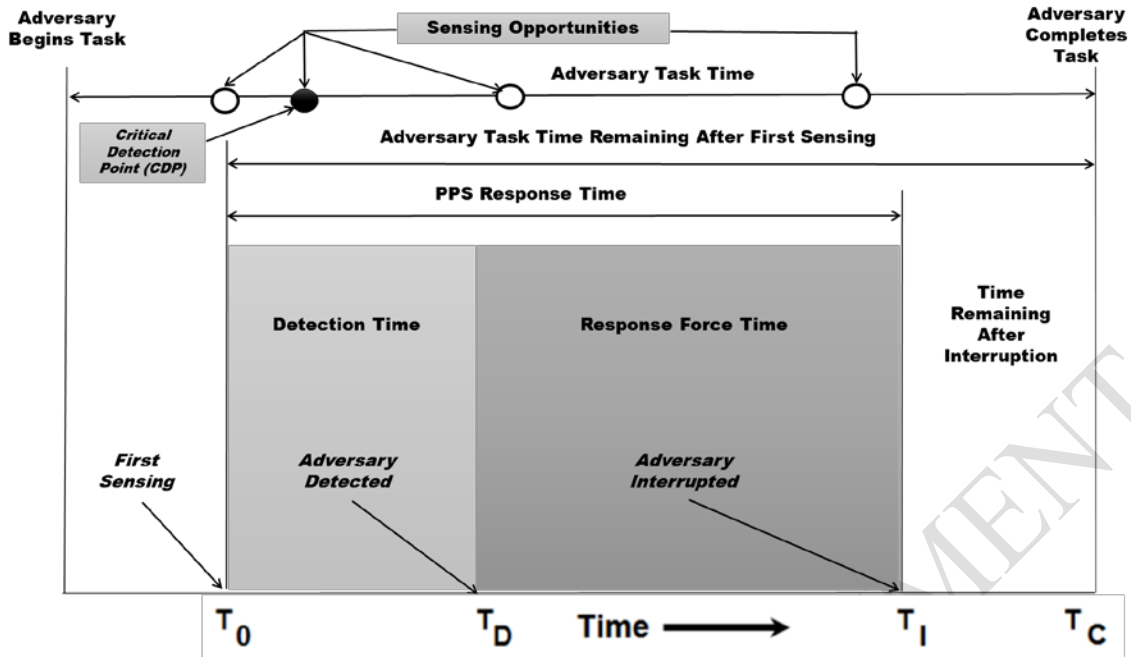 Adversary
Begins Task
Sensing Opportunities
Adversary
Completes
Task
Adversary Task Time
Critical
Detection
Point (CDP)
Adversary Task Time Remaining After First Sensing
PPS Response Time
Detection Time
Response Force Time
Time
Remaining
After
Interruption
First
Sensing
Adversary
Detected
Adversary
Interrupted
MENT
T0
TD
Time
TI
TC